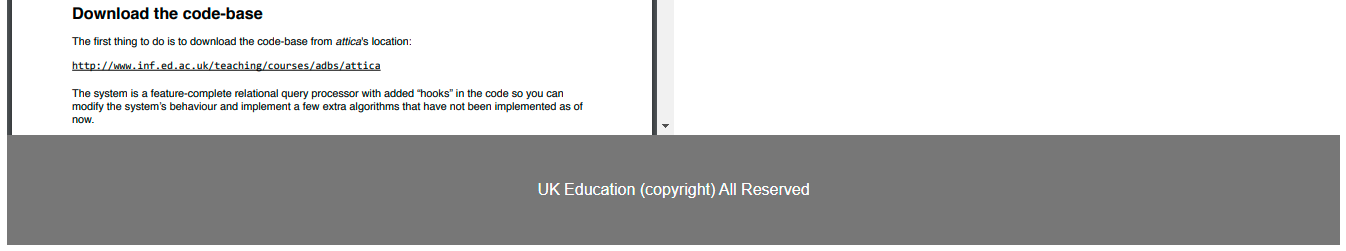 Download the code-base
The first thing to do is to download the code-base from attica's location:
http://www.inf.ed.ac.uk/teaching/courses/adbs/attica
The system is a feature-complete relational query processor with added “hooks” in the code so you can
modify the system's behaviour and implement a few extra algorithms that have not been implemented as of
now.
UK Education (copyright) All Reserved